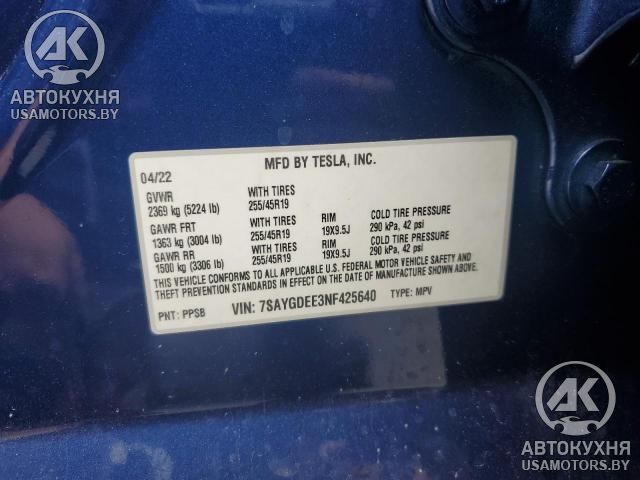 АК
АВТОКУХНЯ
USAMOTORS.BY
MFD BY TESLA, INC.
04/22
GVWR WITH TIRES
2369 kg (5224 lb) 255/45R19
GAWR FRT WITH TIRES RIM COLD TIRE PRESSURE
1363 kg (3004 lb) 255/45R19 19X9.5J 290 kPa, 42 psi
GAWR RR WITH TIRES RIM COLD TIRE PRESSURE
1500 kg (3306 lb) 255/45R19 19X9.5J 290 kPa, 42 psi
THIS VEHICLE CONFORMS TO ALL APPLICABLE U.S. FEDERAL MOTOR VEHICLE SAFETY AND
THEFT PREVENTION STANDARDS IN EFFECT ON THE DATE OF MANUFACTURE SHOWN ABOVE.
PNT: PPSB VIN: 7SAYGDEE3NF425640 TYPE: MPV
АК
АВТОКУХНЯ
USAMOTORS.BY